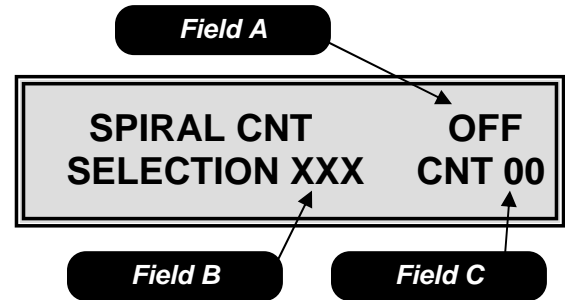 Field A
SPIRAL CNT OFF
SELECTION XXX CNT 00
Field B Field C